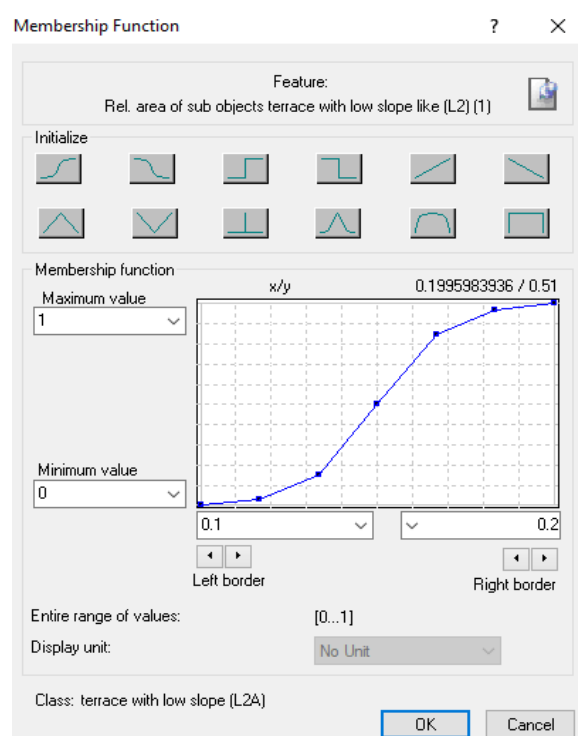 Membership Function
?
Feature:
Rel. area of sub objects terrace with low slope like (L2) (1)
Initialize
Membership function
x/y 0.1995983936 / 0.51
Maximum value
1
Minimum value
0
0.1 0.2
Left border Right border
Entire range of values: [0...1]
Display unit: No Unit
Class: terrace with low slope (L2A)
OK Cancel